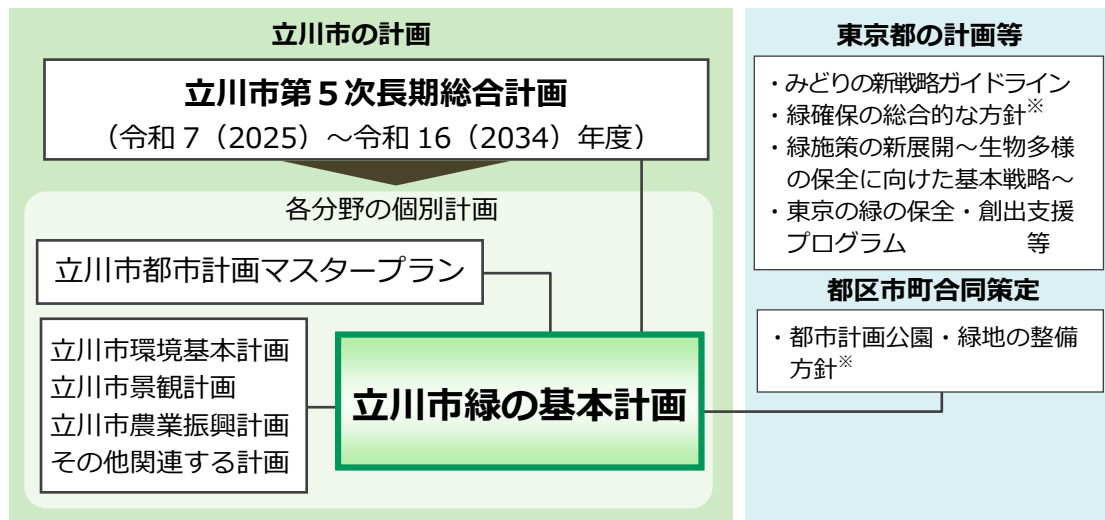 立川市の計画
立川市第５次長期総合計画
（令和７（2025）～令和 16（2034）年度）
各分野の個別計画
立川市都市計画マスタープラン
立川市環境基本計画
立川市景観計画
立川市農業振興計画
その他関連する計画
立川市緑の基本計画
東京都の計画等
・みどりの新戦略ガイドライン
・緑確保の総合的な方針※
・緑施策の新展開～生物多様
の保全に向けた基本戦略～
・東京の緑の保全・創出支援
プログラム　　　　等
都区市町合同策定
・都市計画公園・緑地の整備
方針※